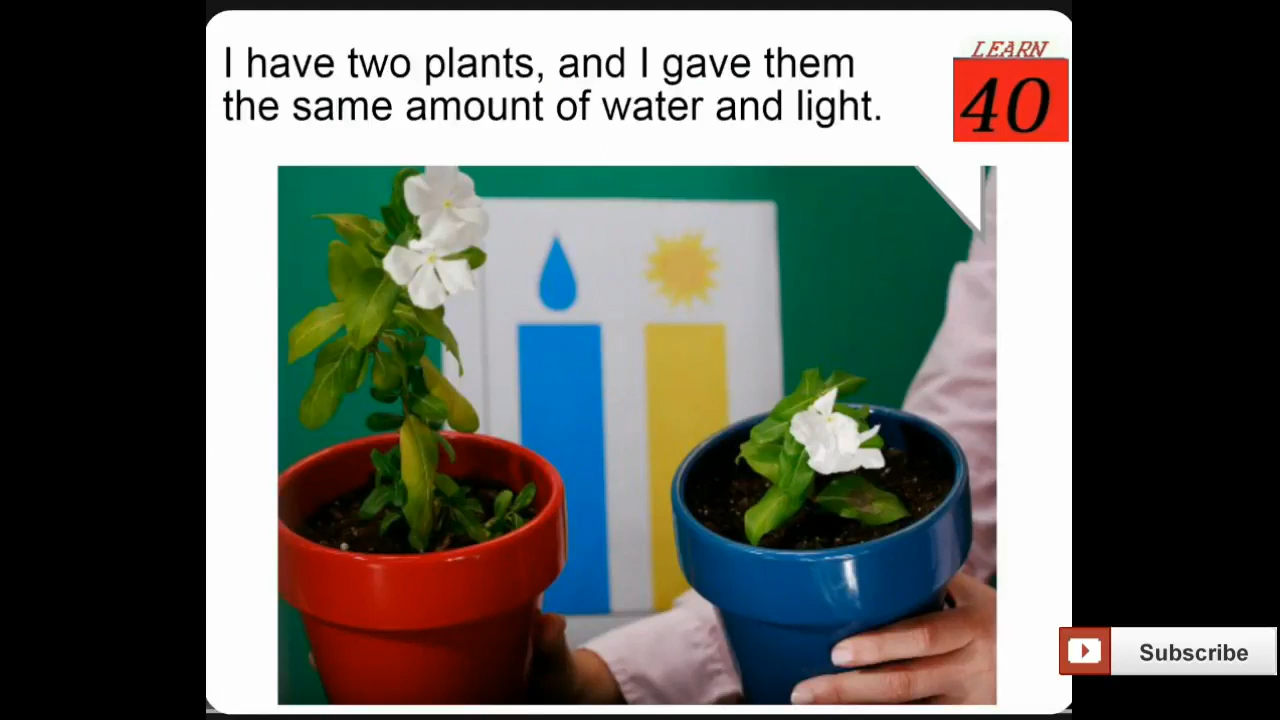 I have two plants, and I gave them
the same amount of water and light.
LEARN
40
Subscribe